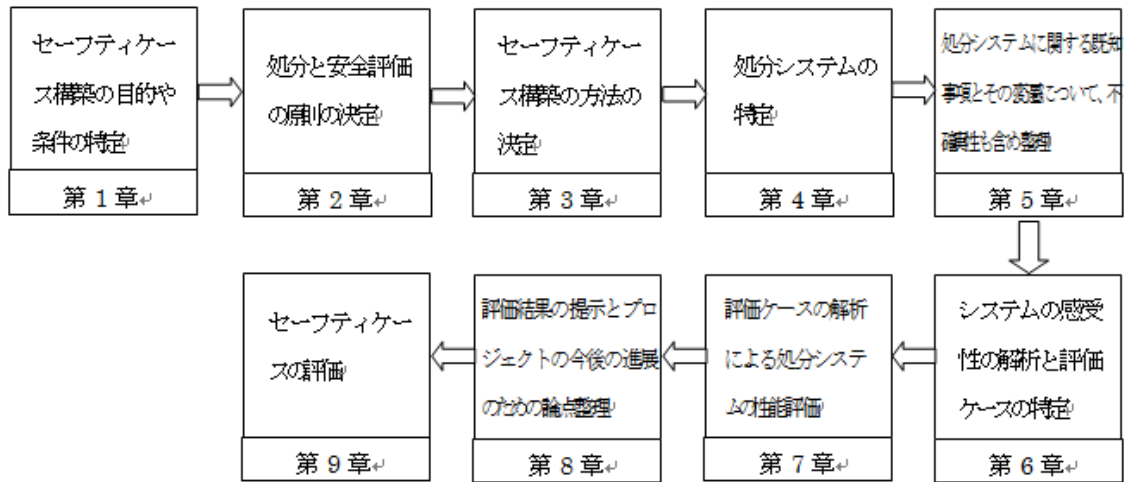 セーフティケー
ス構築の目的や
条件の特定
第 1 章
処分と安全評価
の原則の決定
第 2 章
セーフティケー
ス構築の方法の
決定
第 3 章
処分システムの
特定
第 4 章
処分システムに関する既知
事項とその変遷について、不
確実性も含め整理
第 5 章
システムの感受
性の解析と評価
ケースの特定
第 6 章
評価ケースの解析
による処分システ
ムの性能評価
第 7 章
評価結果の提示とプロ
ジェクトの今後の進展
のための論点整理
第 8 章
セーフティケー
スの評価
第 9 章